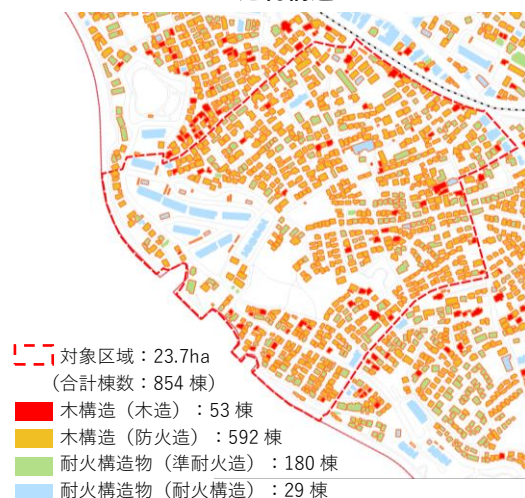 対象区域：23.7ha
（合計棟数：854 棟）
木構造（木造）：53 棟
木構造（防火造）：592 棟
耐火構造物（準耐火造）：180 棟
耐火構造物（耐火構造）：29 棟